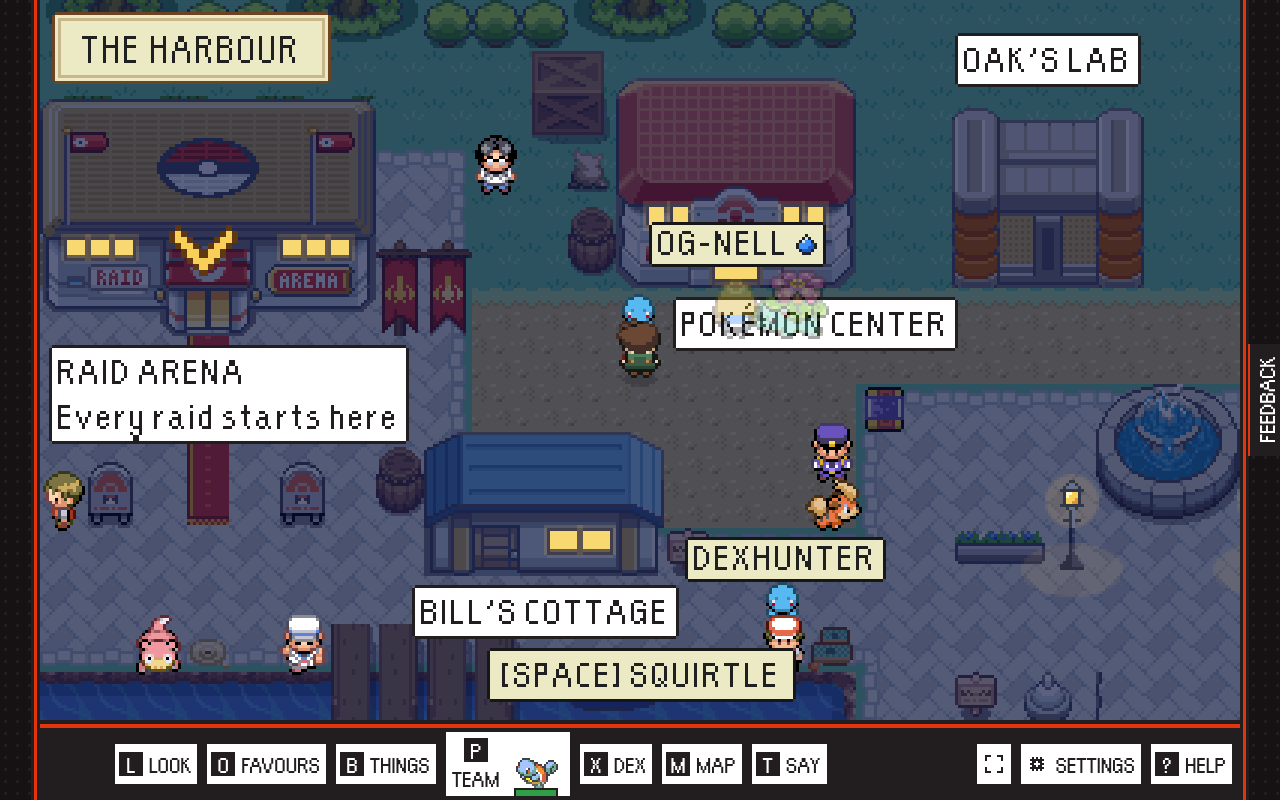 THE HARBOUR
OAK'S LAB
OG-NELL
RAID
ARENA
POKEMON CENTER
RAID ARENA
Every raid starts here
FEEDBACK
DEXHUNTER
BILL'S COTTAGE
[SPACE] SQUIRTLE
L LOOK
O FAVOURS
B THINGS
P TEAM
X DEX
M MAP
T SAY
SETTINGS
? HELP